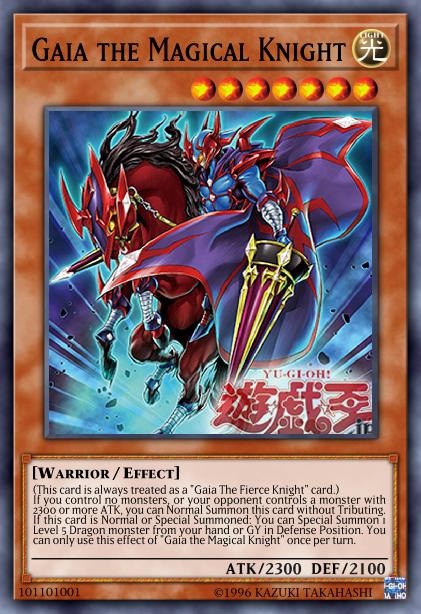 Gaia the Magical Knight
LIGHT
光
YU-GI-OH!
遊戯王
jp
[Warrior / Effect]
(This card is always treated as a "Gaia The Fierce Knight" card.)
If you control no monsters, or your opponent controls a monster with
2300 or more ATK, you can Normal Summon this card without Tributing.
If this card is Normal or Special Summoned: You can Special Summon 1
Level 5 Dragon monster from your hand or GY in Defense Position. You
can only use this effect of "Gaia the Magical Knight" once per turn.
ATK/2300 DEF/2100
101101001
©1996 KAZUKI TAKAHASHI